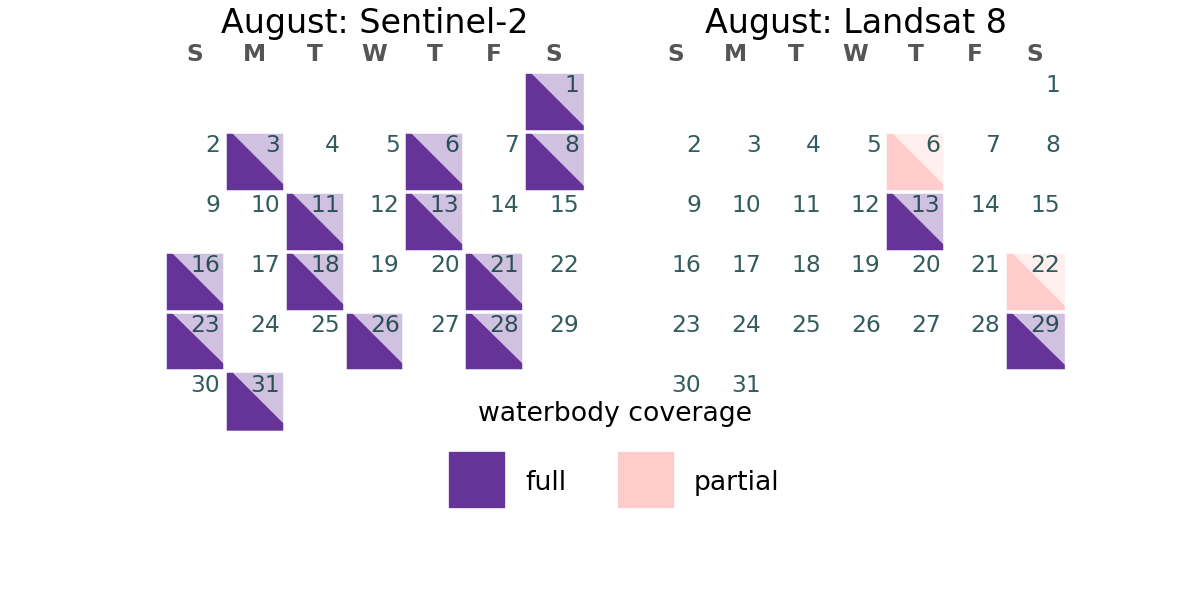 August: Sentinel-2
S M T W T F S
1
2 3 4 5 6 7 8
9 10 11 12 13 14 15
16 17 18 19 20 21 22
23 24 25 26 27 28 29
30 31
August: Landsat 8
S M T W T F S
1
2 3 4 5 6 7 8
9 10 11 12 13 14 15
16 17 18 19 20 21 22
23 24 25 26 27 28 29
30 31
waterbody coverage
full partial